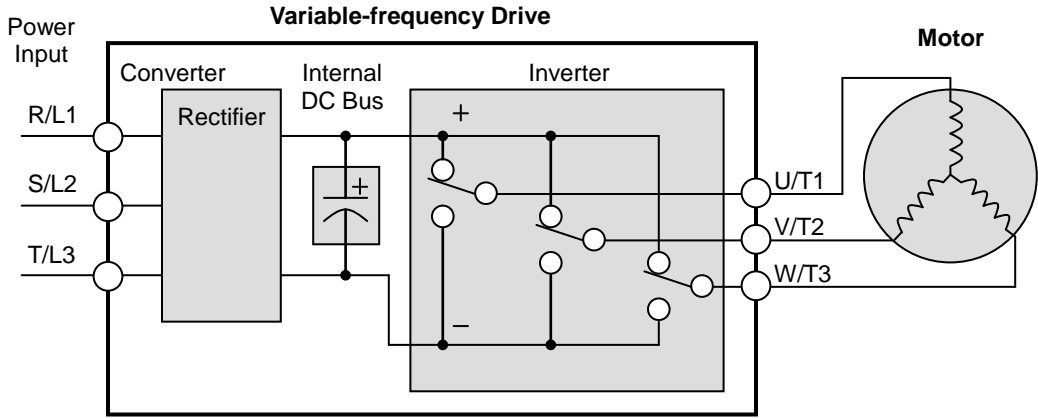 Variable-frequency Drive
Power
Input
Motor
Converter
Internal
DC Bus
Inverter
Rectifier
R/L1
S/L2
T/L3
+
+
–
U/T1
V/T2
W/T3